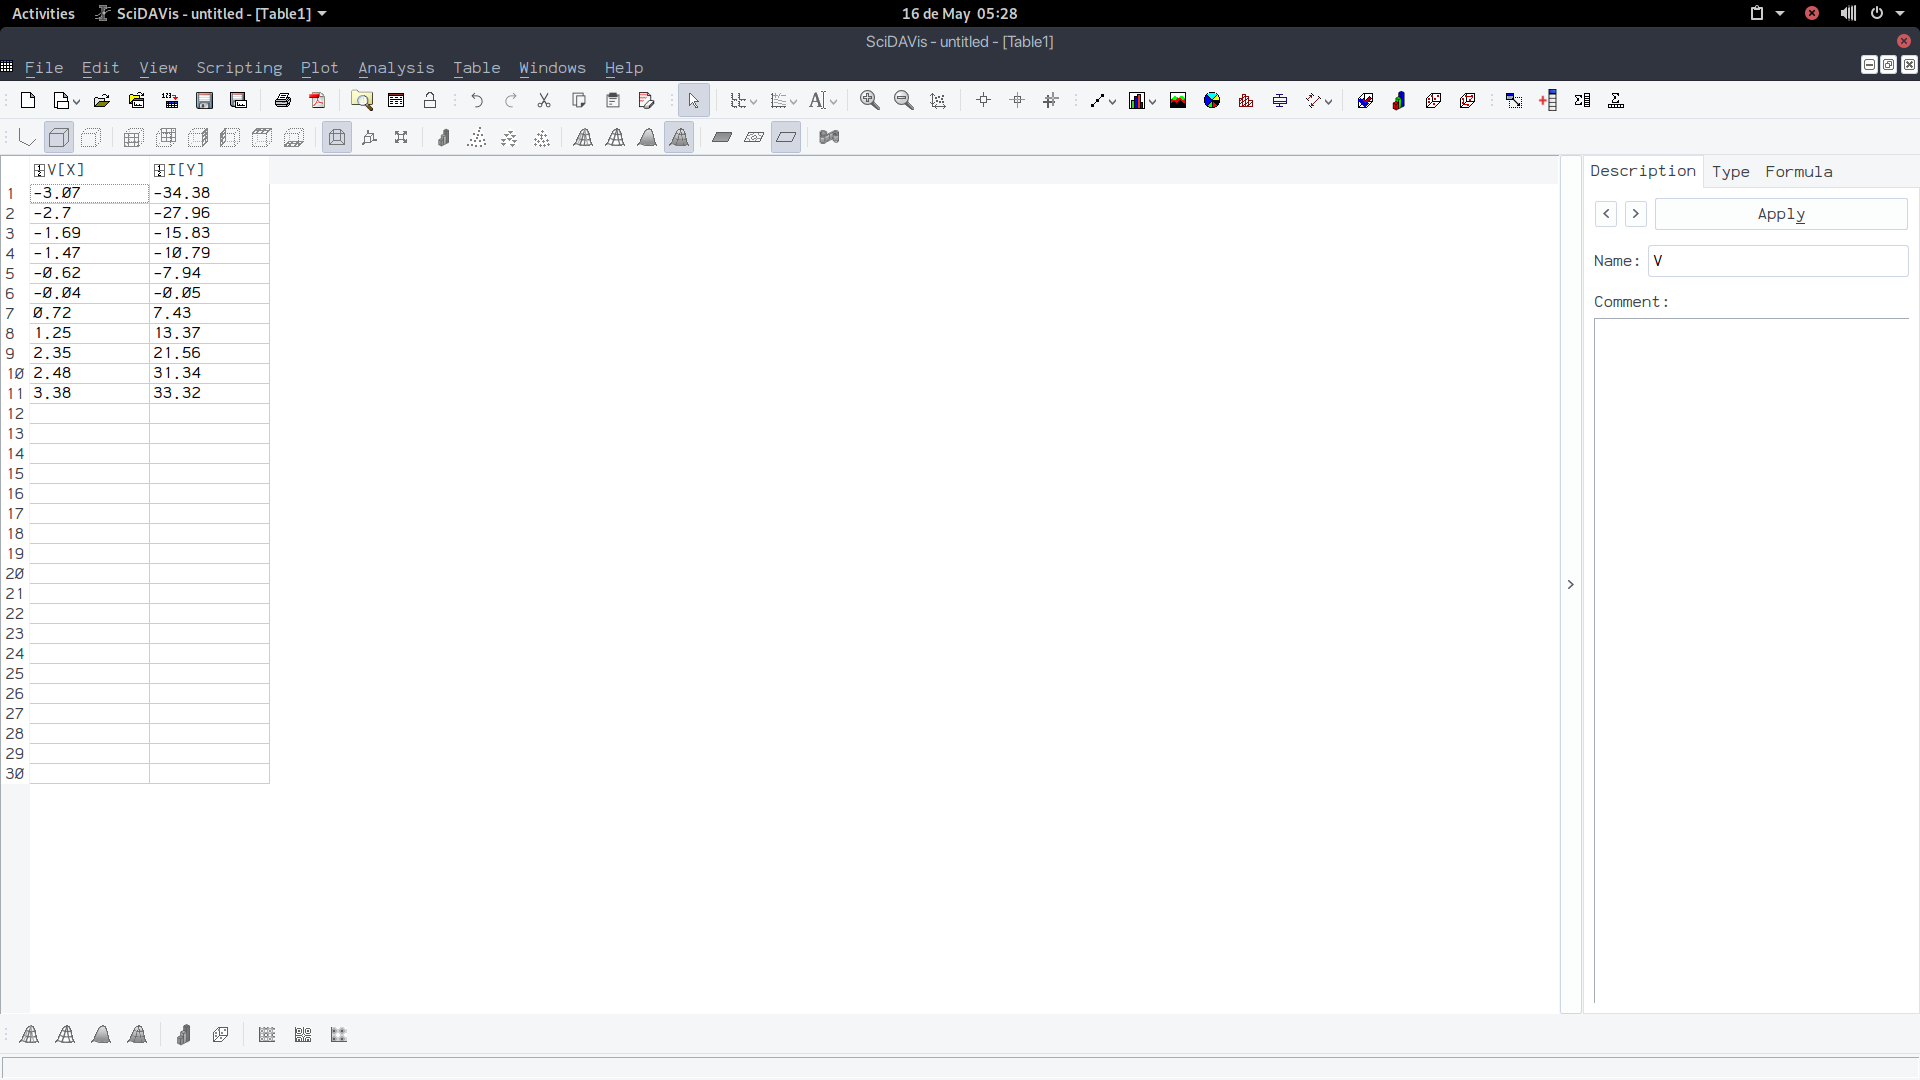 Activities SciDAVis - untitled - [Table1] 16 de May 05:28
SciDAVis - untitled - [Table1]
File Edit View Scripting Plot Analysis Table Windows Help
V[X] I[Y]
1 -3.07 -34.38
2 -2.7 -27.96
3 -1.69 -15.83
4 -1.47 -10.79
5 -0.62 -7.94
6 -0.04 -0.05
7 0.72 7.43
8 1.25 13.37
9 2.35 21.56
10 2.48 31.34
11 3.38 33.32
12
13
14
15
16
17
18
19
20
21
22
23
24
25
26
27
28
29
30
Description Type Formula
< > Apply
Name: V
Comment:
>